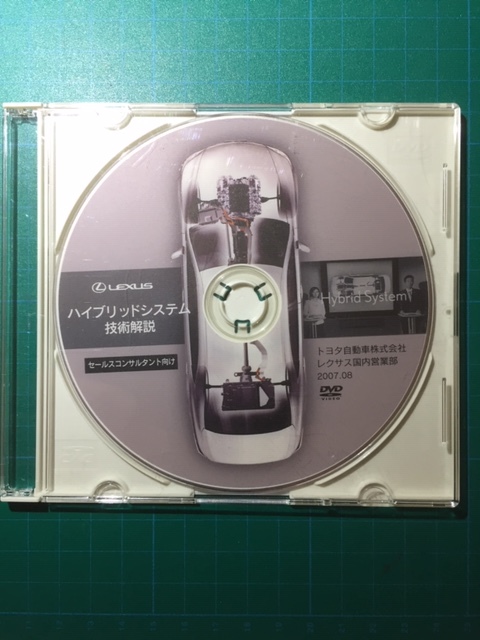 LEXUS
ハイブリッドシステム
技術解説
セールスコンサルタント向け
Hybrid System
トヨタ自動車株式会社
レクサス国内営業部
2007.08
DVD
VIDEO